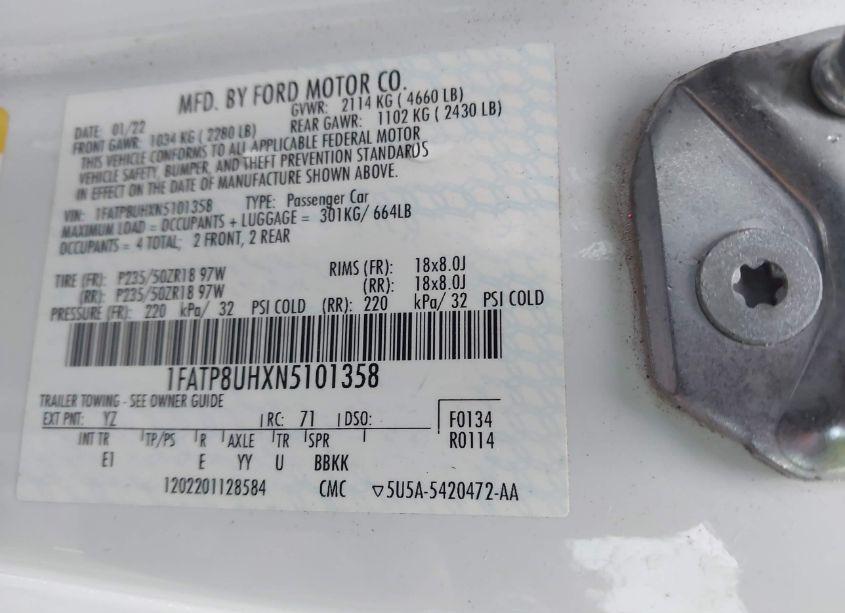 MFD. BY FORD MOTOR CO.
DATE: 01/22 GVWR: 2114 KG ( 4660 LB)
FRONT GAWR: 1034 KG ( 2280 LB) REAR GAWR: 1102 KG ( 2430 LB)
THIS VEHICLE CONFORMS TO ALL APPLICABLE FEDERAL MOTOR
VEHICLE SAFETY, BUMPER, AND THEFT PREVENTION STANDARDS
IN EFFECT ON THE DATE OF MANUFACTURE SHOWN ABOVE.
VIN: 1FATP8UHXN5101358 TYPE: Passenger Car
MAXIMUM LOAD = OCCUPANTS + LUGGAGE = 301KG/ 664LB
OCCUPANTS = 4 TOTAL; 2 FRONT, 2 REAR
TIRE (FR): P235/50ZR18 97W RIMS (FR): 18x8.0J
(RR): P235/50ZR18 97W (RR): 18x8.0J
PRESSURE (FR): 220 kPa/ 32 PSI COLD (RR): 220 kPa/ 32 PSI COLD
1FATP8UHXN5101358
TRAILER TOWING - SEE OWNER GUIDE
EXT PNT: YZ RC: 71 DSO: F0134
INT TR TP/PS R AXLE TR SPR R0114
E1 E YY U BBKK
1202201128584 CMC ▽5U5A-5420472-AA